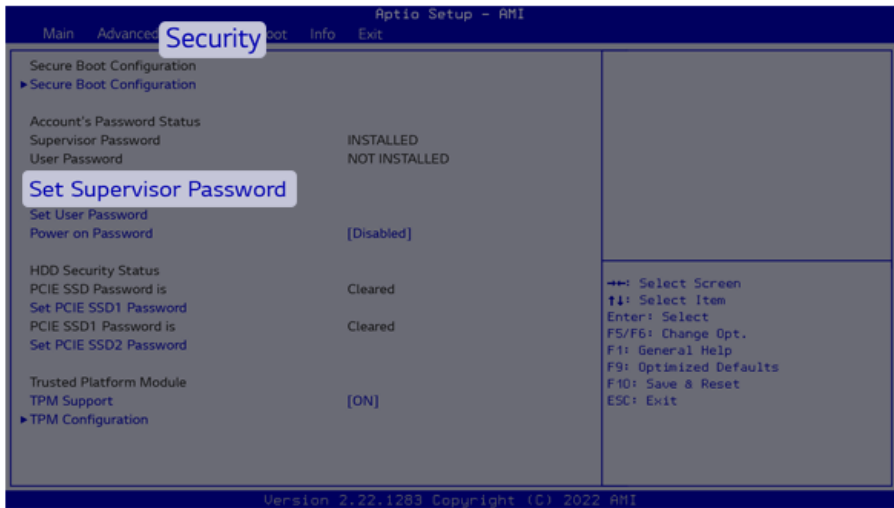 Aptio Setup - AMI
Main Advanced Security oot Info Exit
Secure Boot Configuration
►Secure Boot Configuration
Account's Password Status
Supervisor Password INSTALLED
User Password NOT INSTALLED
Set Supervisor Password
Set User Password
Power on Password [Disabled]
HDD Security Status
PCIE SSD Password is Cleared
Set PCIE SSD1 Password
PCIE SSD1 Password is Cleared
Set PCIE SSD2 Password
Trusted Platform Module
TPM Support [ON]
►TPM Configuration
→←: Select Screen
↑↓: Select Item
Enter: Select
F5/F6: Change Opt.
F1: General Help
F9: Optimized Defaults
F10: Save & Reset
ESC: Exit
Version 2.22.1283 Copyright (C) 2022 AMI